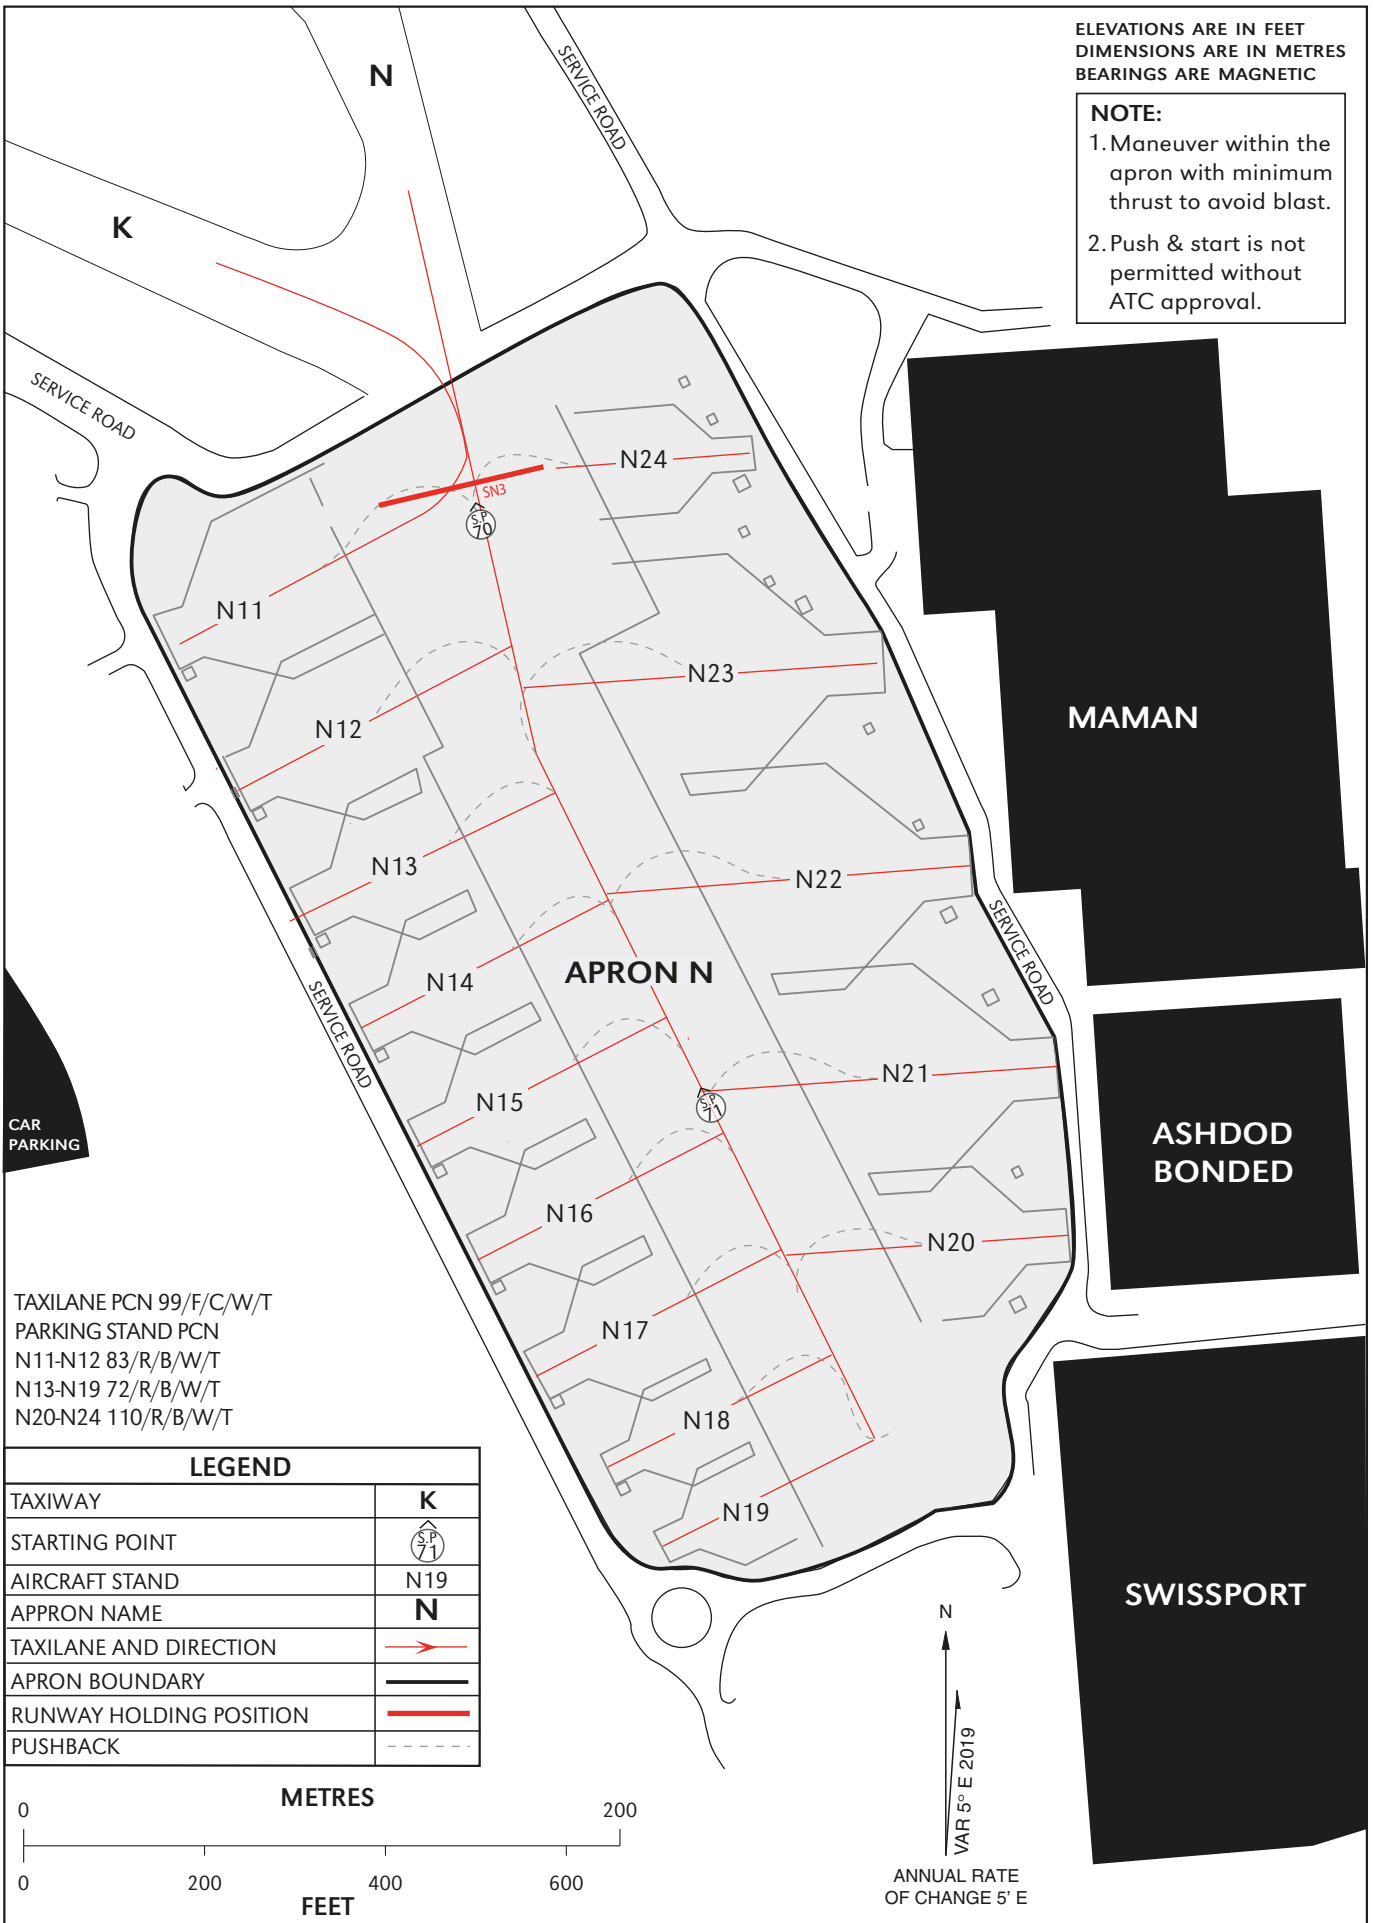 ELEVATIONS ARE IN FEET
DIMENSIONS ARE IN METRES
BEARINGS ARE MAGNETIC
NOTE:
1. Maneuver within the
apron with minimum
thrust to avoid blast.
2. Push & start is not
permitted without
ATC approval.
N
SERVICE ROAD
K
SERVICE ROAD
N24
SN3
S.P.
70
N11
N23
N12
MAMAN
N13
N22
SERVICE ROAD
APRON N
N14
SERVICE ROAD
N21
N15
S.P.
71
CAR
PARKING
ASHDOD
BONDED
N16
N20
N17
N18
N19
SWISSPORT
TAXILANE PCN 99/F/C/W/T
PARKING STAND PCN
N11-N12 83/R/B/W/T
N13-N19 72/R/B/W/T
N20-N24 110/R/B/W/T
LEGEND
TAXIWAY K
STARTING POINT S.P. 71
AIRCRAFT STAND N19
APPRON NAME N
TAXILANE AND DIRECTION
APRON BOUNDARY
RUNWAY HOLDING POSITION
PUSHBACK
METRES
0 200
0 200 400 600
FEET
N
VAR 5° E 2019
ANNUAL RATE
OF CHANGE 5' E